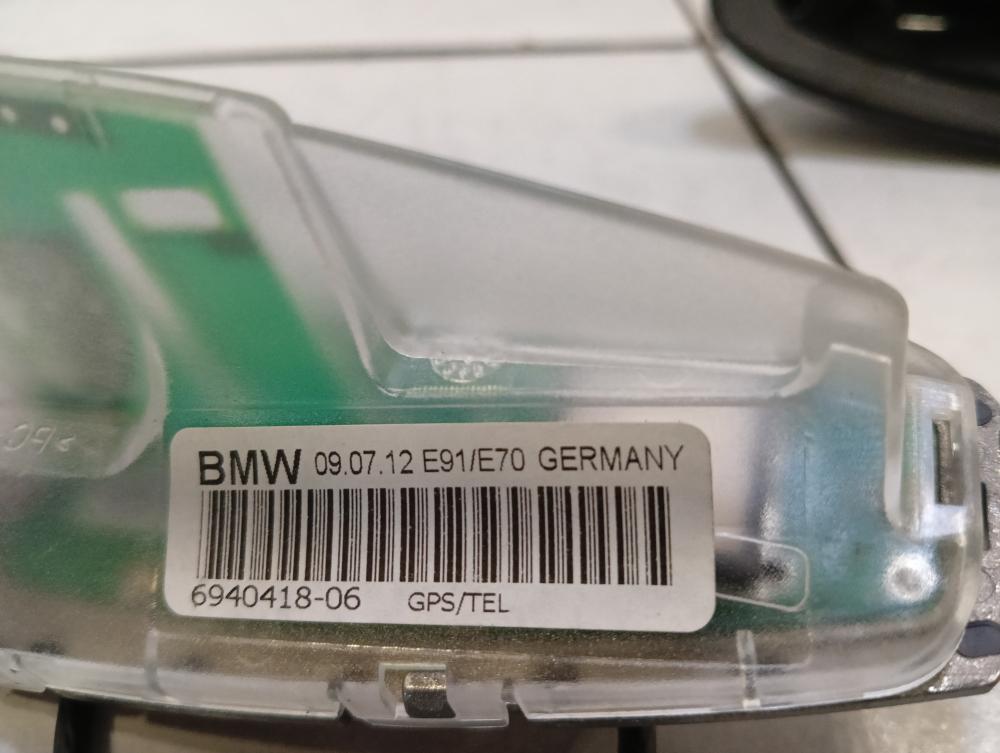 BMW 09.07.12 E91/E70 GERMANY
6940418-06 GPS/TEL